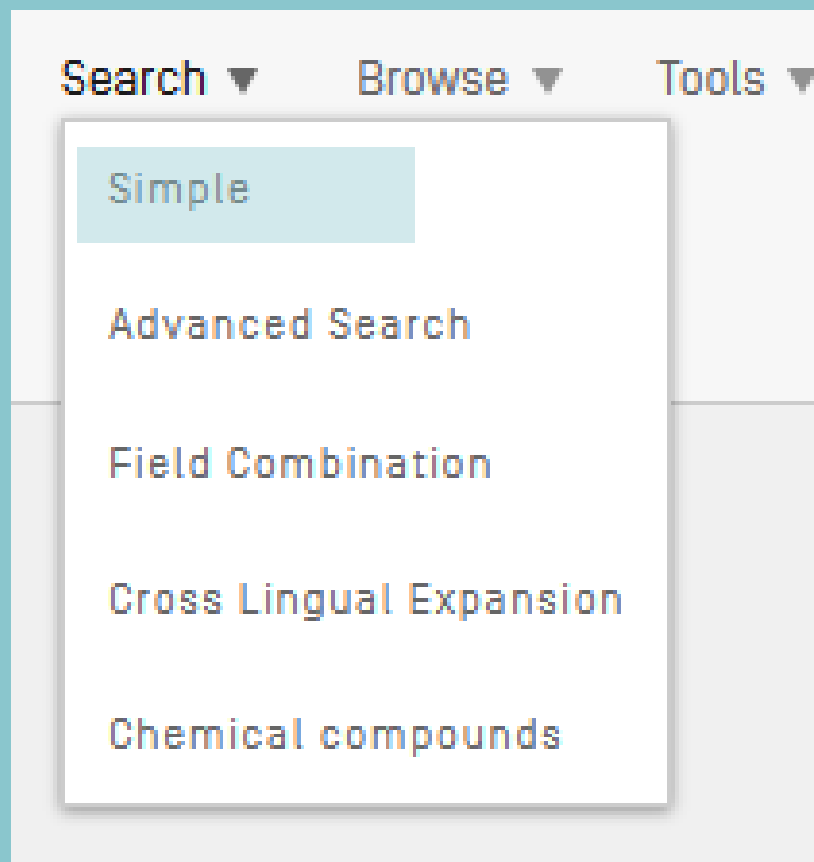 Search Browse Tools
Simple
Advanced Search
Field Combination
Cross Lingual Expansion
Chemical compounds